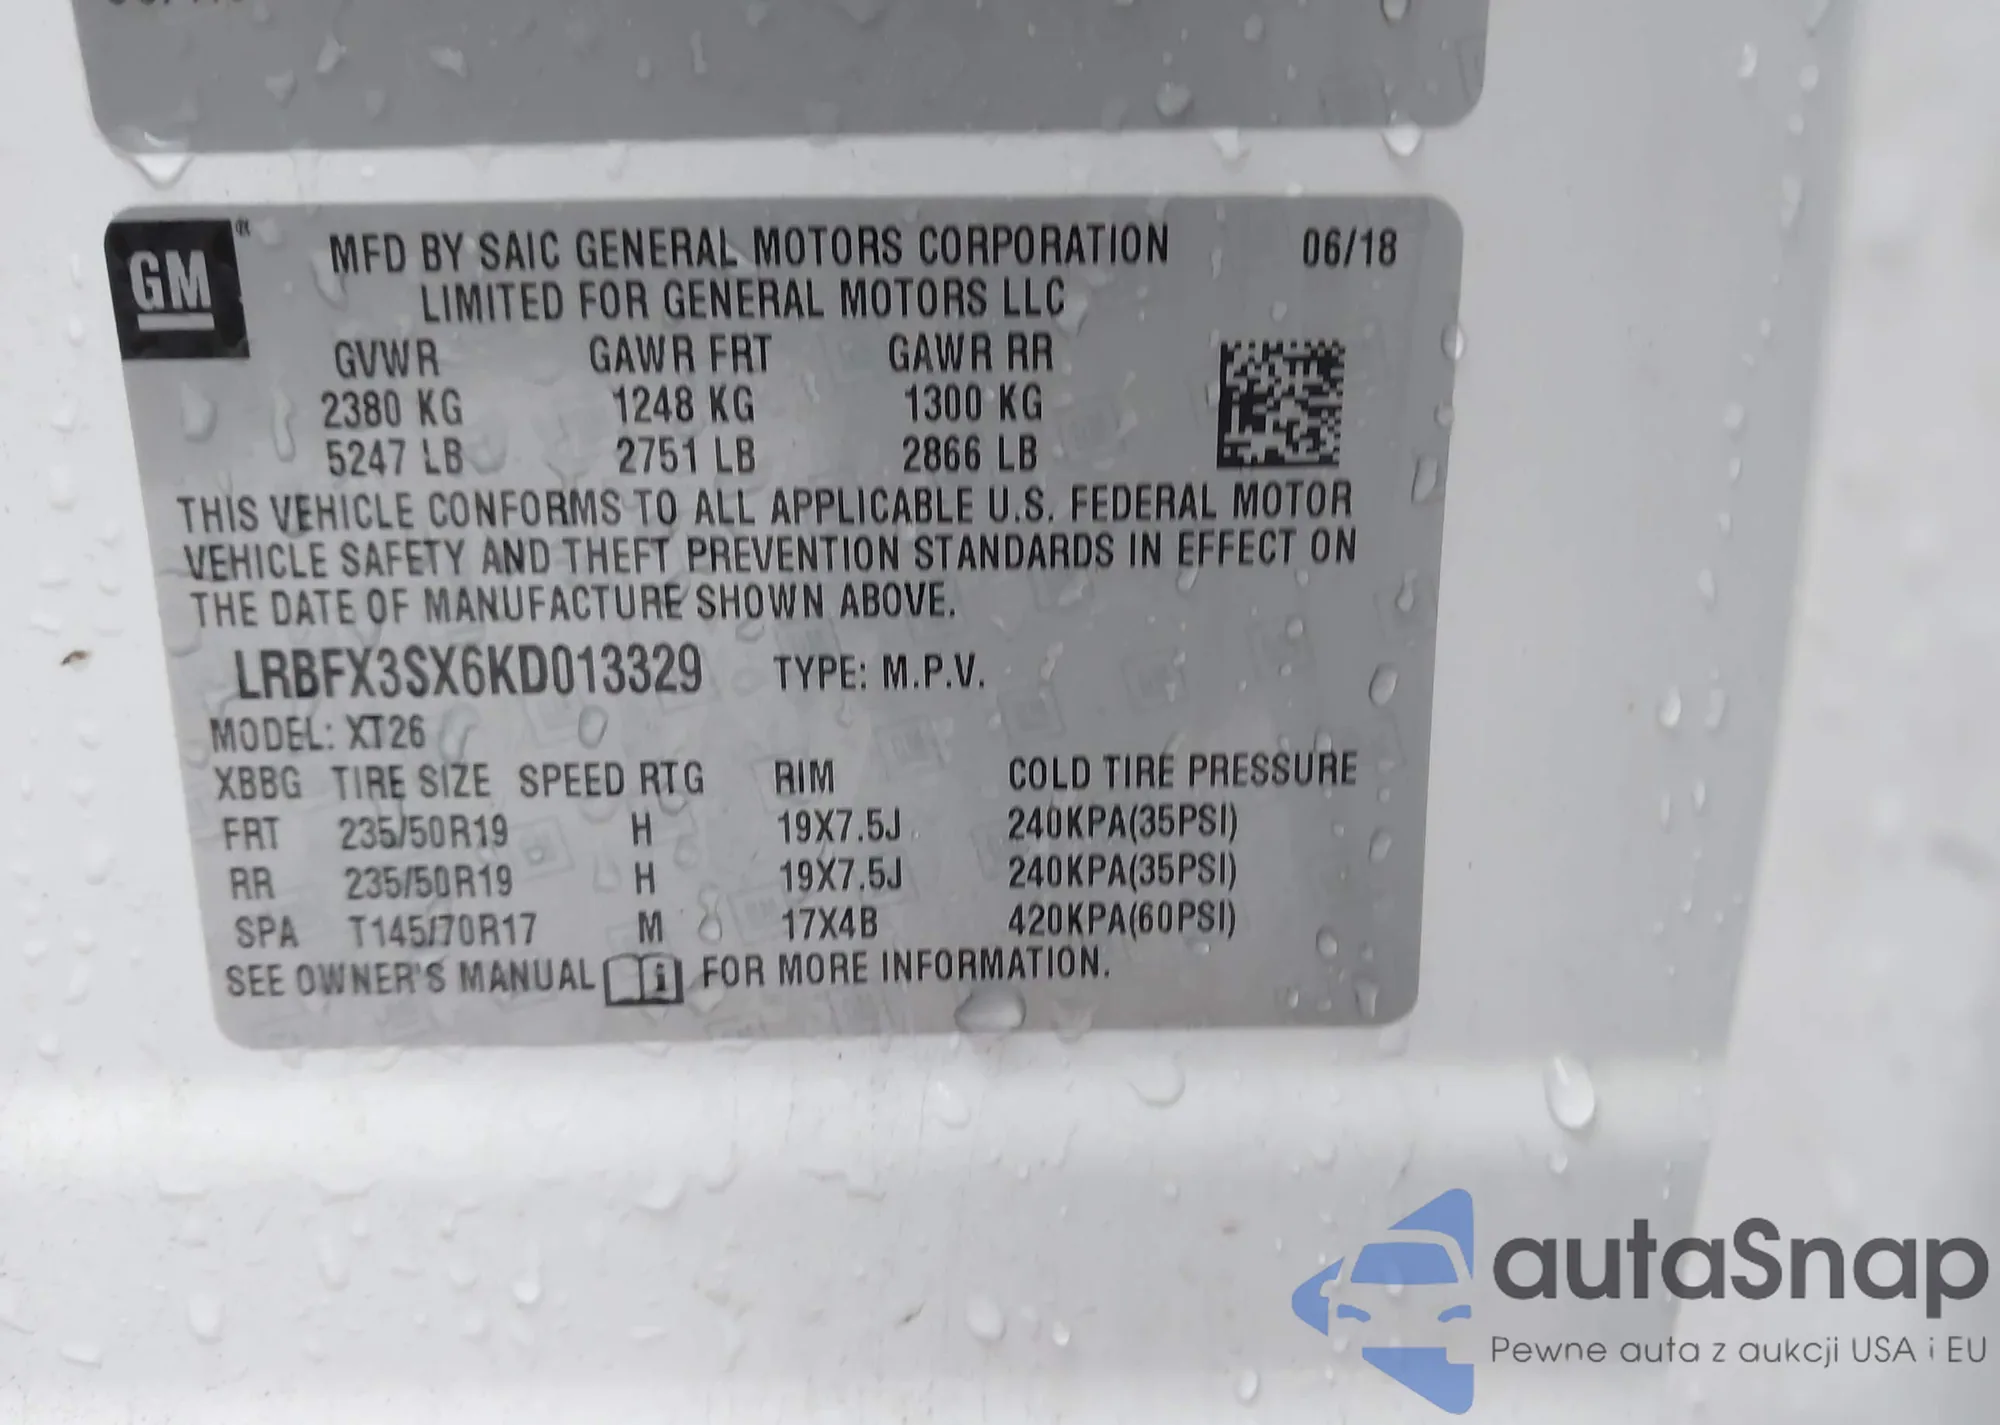 GM
MFD BY SAIC GENERAL MOTORS CORPORATION 06/18
LIMITED FOR GENERAL MOTORS LLC
GVWR GAWR FRT GAWR RR
2380 KG 1248 KG 1300 KG
5247 LB 2751 LB 2866 LB
THIS VEHICLE CONFORMS TO ALL APPLICABLE U.S. FEDERAL MOTOR
VEHICLE SAFETY AND THEFT PREVENTION STANDARDS IN EFFECT ON
THE DATE OF MANUFACTURE SHOWN ABOVE.
LRBFX3SX6KD013329 TYPE: M.P.V.
MODEL: XT26
XBBG TIRE SIZE SPEED RTG RIM COLD TIRE PRESSURE
FRT 235/50R19 H 19X7.5J 240KPA(35PSI)
RR 235/50R19 H 19X7.5J 240KPA(35PSI)
SPA T145/70R17 M 17X4B 420KPA(60PSI)
SEE OWNER'S MANUAL FOR MORE INFORMATION.
autaSnap
Pewne auta z aukcji USA i EU